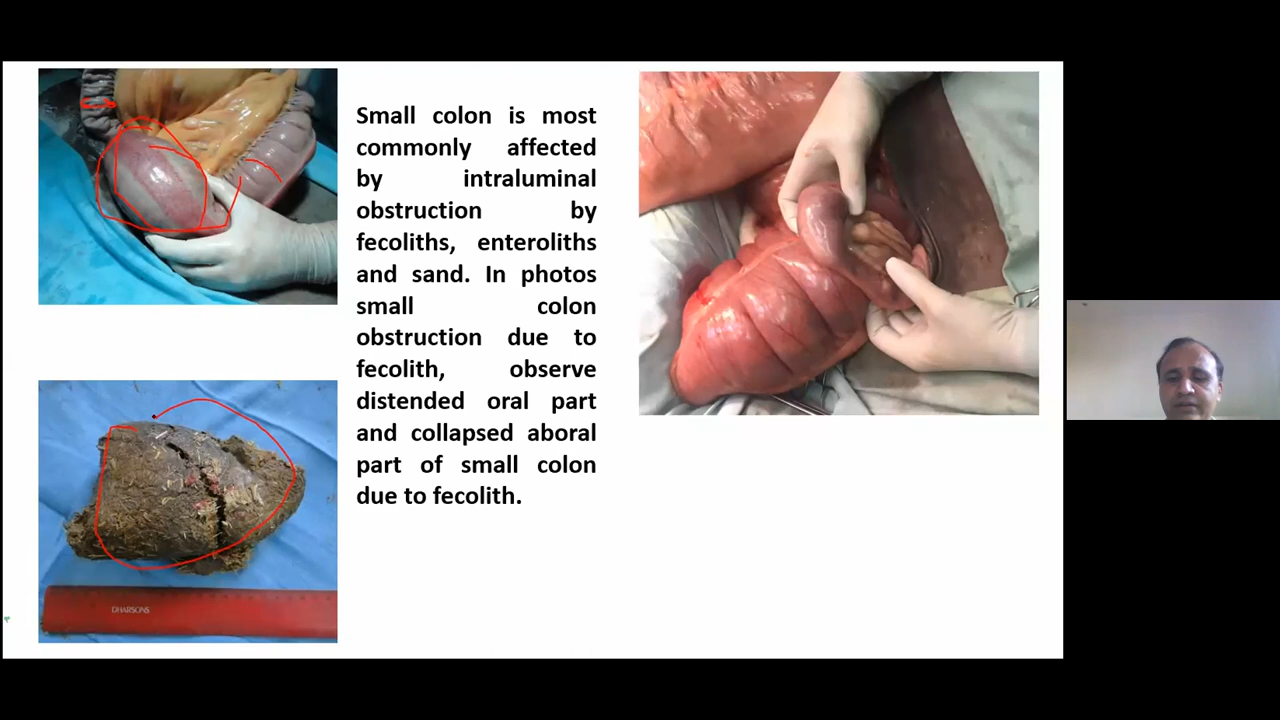 Small colon is most
commonly affected
by intraluminal
obstruction by
fecoliths, enteroliths
and sand. In photos
small colon
obstruction due to
fecolith, observe
distended oral part
and collapsed aboral
part of small colon
due to fecolith.
DHARSONS